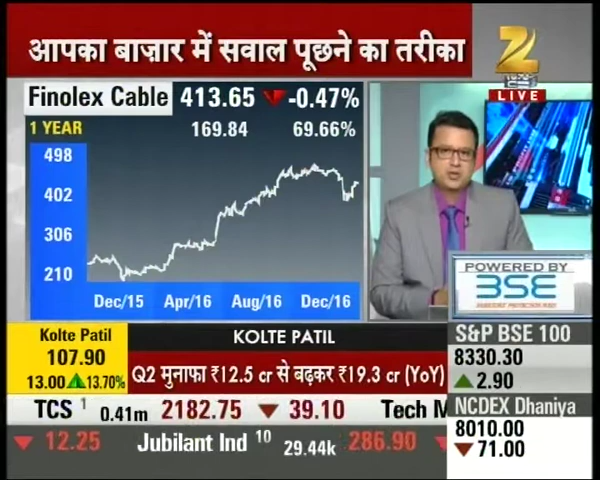 आपका बाज़ार में सवाल पूछने का तरीका
LIVE
Finolex Cable 413.65 -0.47%
1 YEAR 169.84 69.66%
498
402
306
210
Dec/15 Apr/16 Aug/16 Dec/16
POWERED BY
BSE
Kolte Patil
107.90
13.00 13.70%
KOLTE PATIL
Q2 मुनाफा ₹12.5 cr से बढ़कर ₹19.3 cr (YoY)
S&P BSE 100
8330.30
2.90
TCS 1 0.41m 2182.75 39.10 Tech M
NCDEX Dhaniya
8010.00
71.00
12.25 Jubilant Ind 10 29.44k 286.90